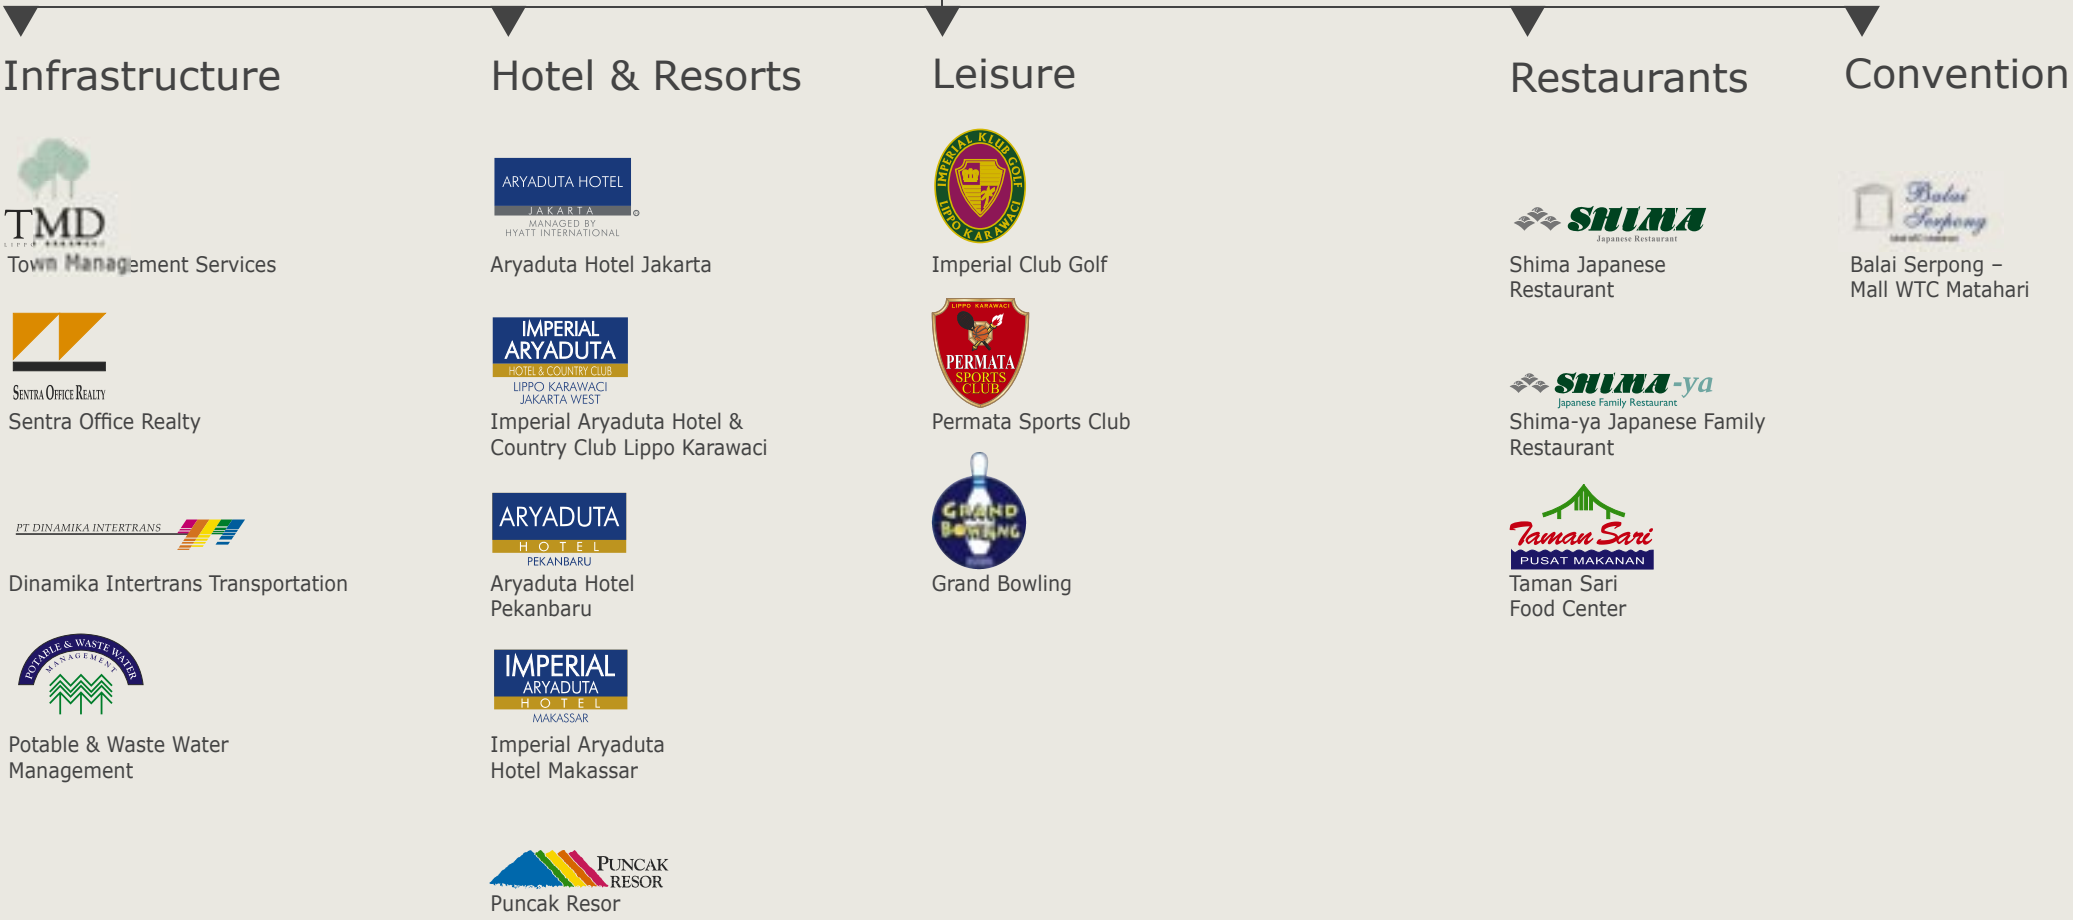 Infrastructure
TMD
LIPPO KARAWACI
Town Management Services
SENTRA OFFICE REALTY
Sentra Office Realty
PT DINAMIKA INTERTRANS
Dinamika Intertrans Transportation
POTABLE & WASTE WATER
MANAGEMENT
Potable & Waste Water
Management
Hotel & Resorts
ARYADUTA HOTEL
JAKARTA
MANAGED BY
HYATT INTERNATIONAL
Aryaduta Hotel Jakarta
IMPERIAL
ARYADUTA
HOTEL & COUNTRY CLUB
LIPPO KARAWACI
JAKARTA WEST
Imperial Aryaduta Hotel &
Country Club Lippo Karawaci
ARYADUTA
HOTEL
PEKANBARU
Aryaduta Hotel
Pekanbaru
IMPERIAL
ARYADUTA
HOTEL
MAKASSAR
Imperial Aryaduta
Hotel Makassar
PUNCAK
RESOR
Puncak Resor
Leisure
IMPERIAL KLUB GOLF
LIPPO KARAWACI
Imperial Club Golf
LIPPO KARAWACI
PERMATA
SPORTS
CLUB
Permata Sports Club
GRAND
BOWLING
Grand Bowling
Restaurants
SHIMA
Japanese Restaurant
Shima Japanese
Restaurant
SHIMA-ya
Japanese Family Restaurant
Shima-ya Japanese Family
Restaurant
Taman Sari
PUSAT MAKANAN
Taman Sari
Food Center
Convention
Balai
Serpong
Balai Serpong –
Mall WTC Matahari